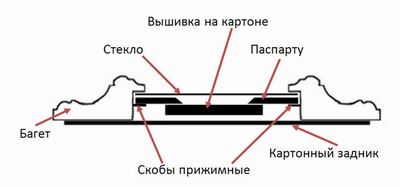 Вышивка на картоне
Стекло
Паспарту
Багет
Скобы прижимные
Картонный задник